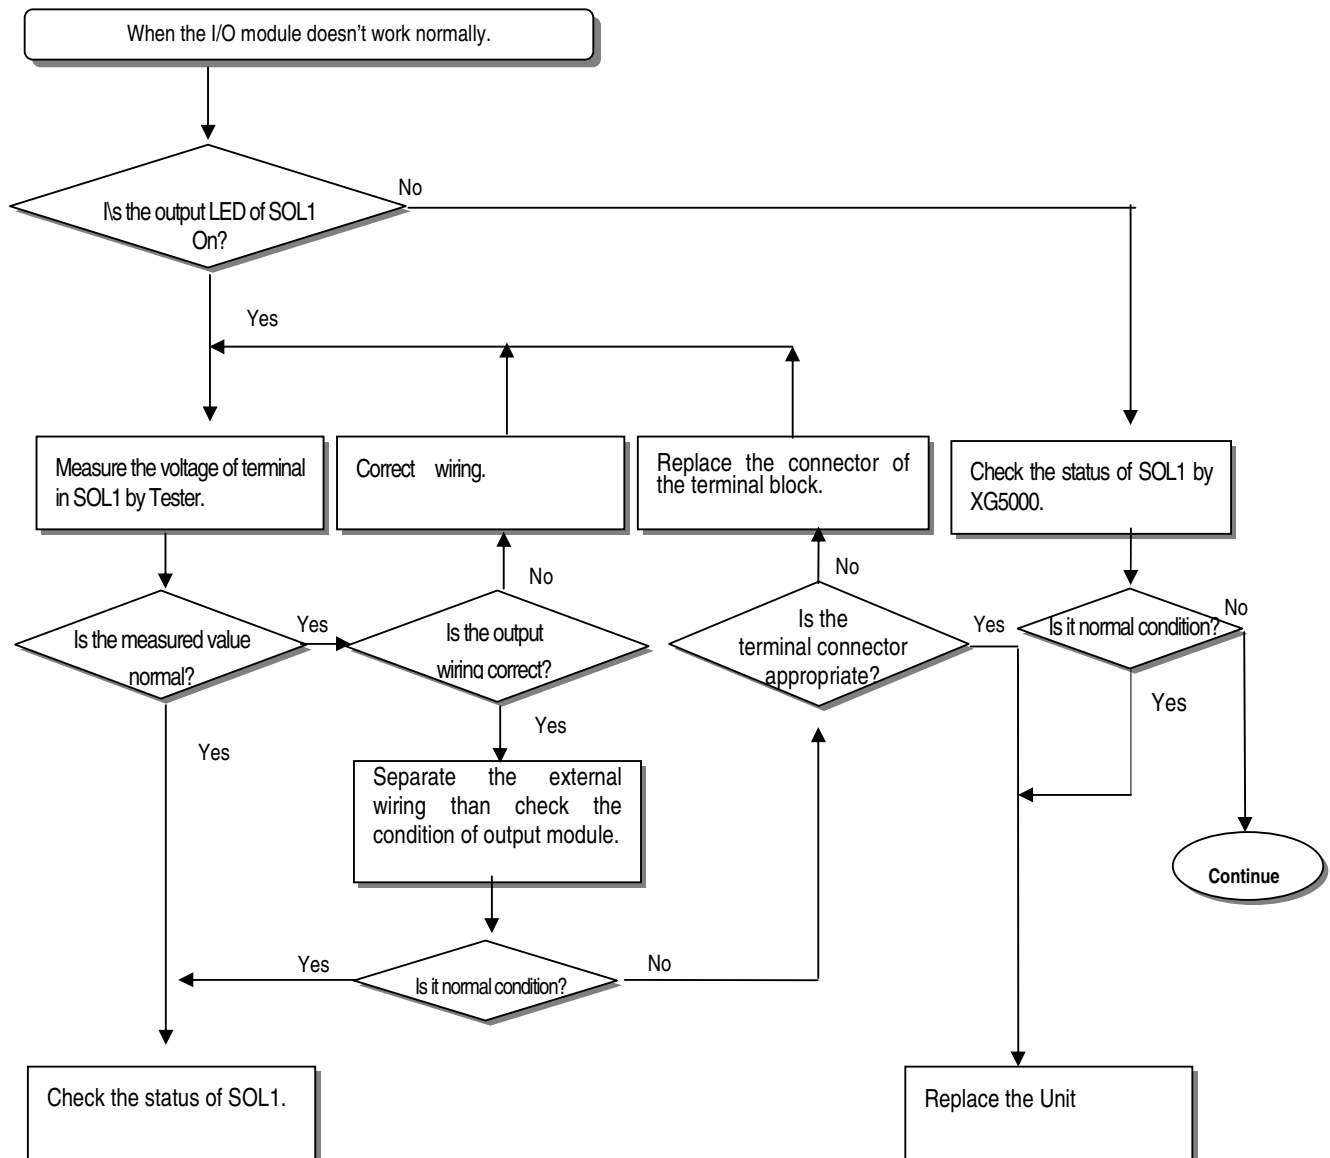 When the I/O module doesn't work normally.
No
I\s the output LED of SOL1
On?
Yes
Measure the voltage of terminal
in SOL1 by Tester.
Correct wiring.
Replace the connector of
the terminal block.
Check the status of SOL1 by
XG5000.
No
No
Is the measured value
normal?
Yes
Is the output
wiring correct?
Is the
terminal connector
appropriate?
Yes
Is it normal condition?
No
Yes
Yes
Yes
Separate the external
wiring than check the
condition of output module.
Continue
Yes
Is it normal condition?
No
Check the status of SOL1.
Replace the Unit